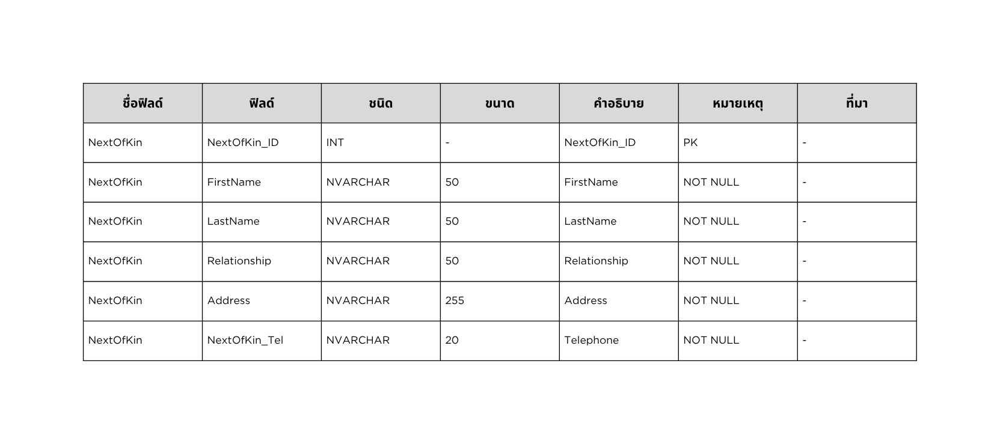 ชื่อฟิลด์ ฟิลด์ ชนิด ขนาด คำอธิบาย หมายเหตุ ที่มา
NextOfKin NextOfKin_ID INT - NextOfKin_ID PK -
NextOfKin FirstName NVARCHAR 50 FirstName NOT NULL -
NextOfKin LastName NVARCHAR 50 LastName NOT NULL -
NextOfKin Relationship NVARCHAR 50 Relationship NOT NULL -
NextOfKin Address NVARCHAR 255 Address NOT NULL -
NextOfKin NextOfKin_Tel NVARCHAR 20 Telephone NOT NULL -